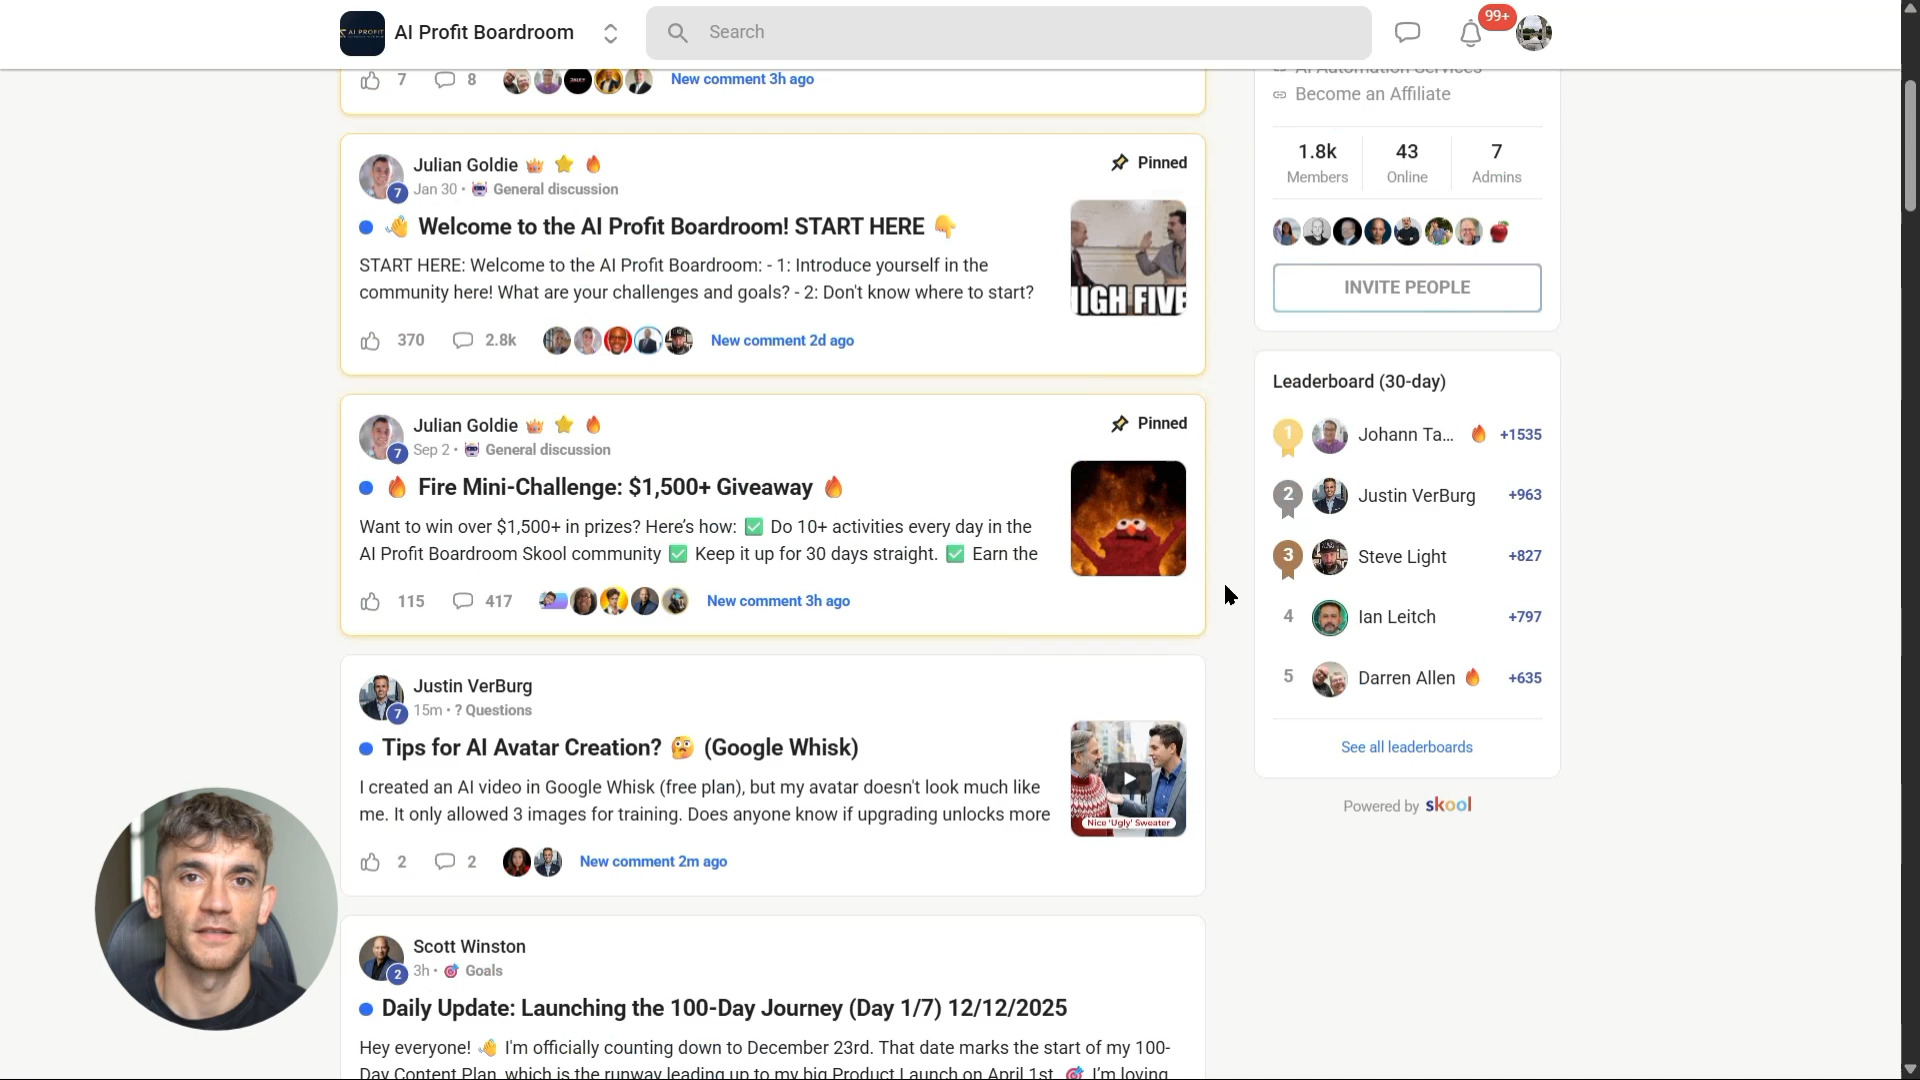 AI PROFIT
AI Profit Boardroom
Search
99+
7
8
New comment 3h ago
AI Automation Services
Become an Affiliate
Julian Goldie 👑 ⭐ 🔥
7
Jan 30 • General discussion
Pinned
👋 Welcome to the AI Profit Boardroom! START HERE 👇
START HERE: Welcome to the AI Profit Boardroom: - 1: Introduce yourself in the
community here! What are your challenges and goals? - 2: Don't know where to start?
HIGH FIVE
370
2.8k
New comment 2d ago
1.8k
Members
43
Online
7
Admins
INVITE PEOPLE
Julian Goldie 👑 ⭐ 🔥
7
Sep 2 • General discussion
Pinned
🔥 Fire Mini-Challenge: $1,500+ Giveaway 🔥
Want to win over $1,500+ in prizes? Here’s how: ✅ Do 10+ activities every day in the
AI Profit Boardroom Skool community ✅ Keep it up for 30 days straight. ✅ Earn the
115
417
New comment 3h ago
Leaderboard (30-day)
1 Johann Ta... 🔥 +1535
2 Justin VerBurg +963
3 Steve Light +827
4 Ian Leitch +797
5 Darren Allen 🔥 +635
See all leaderboards
Powered by skool
Justin VerBurg
7
15m • ? Questions
Tips for AI Avatar Creation? 🤔 (Google Whisk)
I created an AI video in Google Whisk (free plan), but my avatar doesn't look much like
me. It only allowed 3 images for training. Does anyone know if upgrading unlocks more
Nice 'Ugly' Sweater
2
2
New comment 2m ago
Scott Winston
2
3h • 🎯 Goals
Daily Update: Launching the 100-Day Journey (Day 1/7) 12/12/2025
Hey everyone! 👋 I'm officially counting down to December 23rd. That date marks the start of my 100-
Day Content Plan, which is the runway leading up to my big Product Launch on April 1st. 🎯 I’m loving